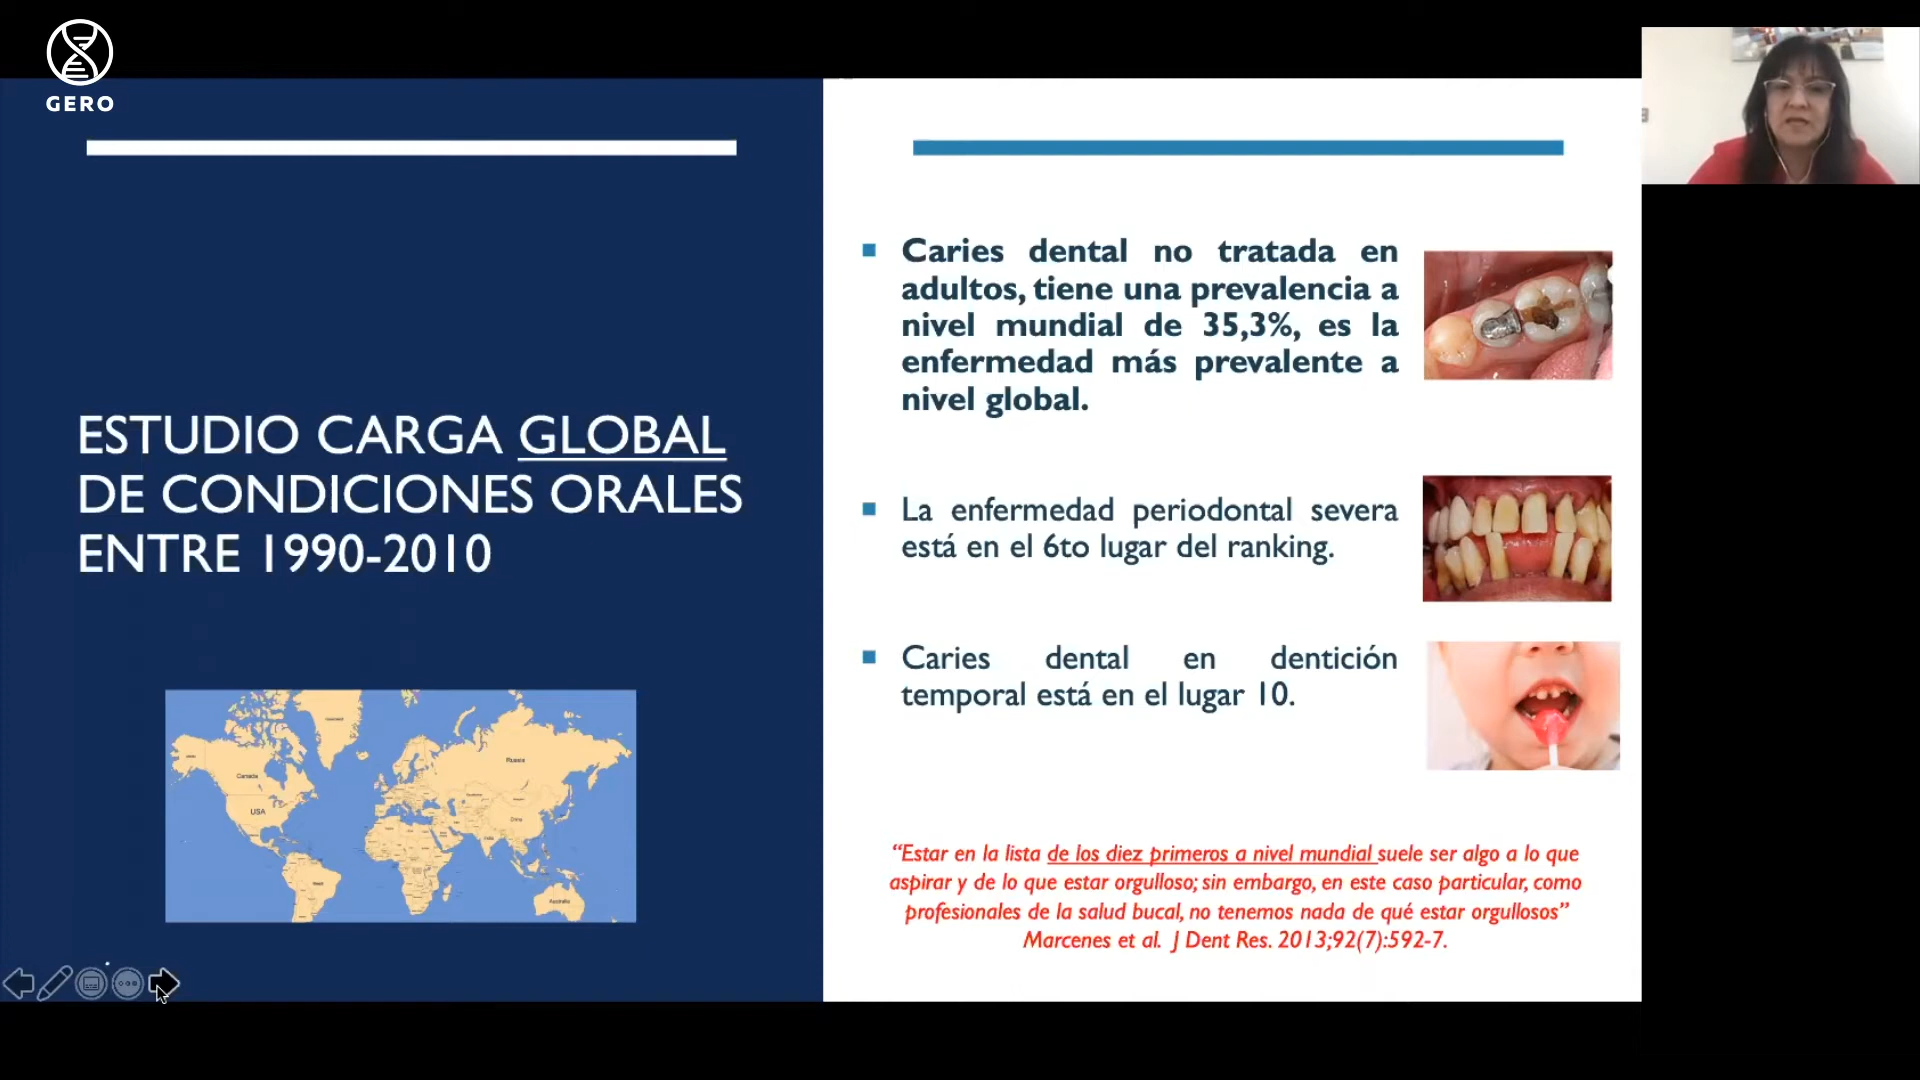 GERO
ESTUDIO CARGA GLOBAL
DE CONDICIONES ORALES
ENTRE 1990-2010
Canada
USA
Russia
China
Brazil
Australia
Caries dental no tratada en
adultos, tiene una prevalencia a
nivel mundial de 35,3%, es la
enfermedad más prevalente a
nivel global.
La enfermedad periodontal severa
está en el 6to lugar del ranking.
Caries dental en dentición
temporal está en el lugar 10.
“Estar en la lista de los diez primeros a nivel mundial suele ser algo a lo que
aspirar y de lo que estar orgulloso; sin embargo, en este caso particular, como
profesionales de la salud bucal, no tenemos nada de qué estar orgullosos”
Marcenes et al. J Dent Res. 2013;92(7):592-7.